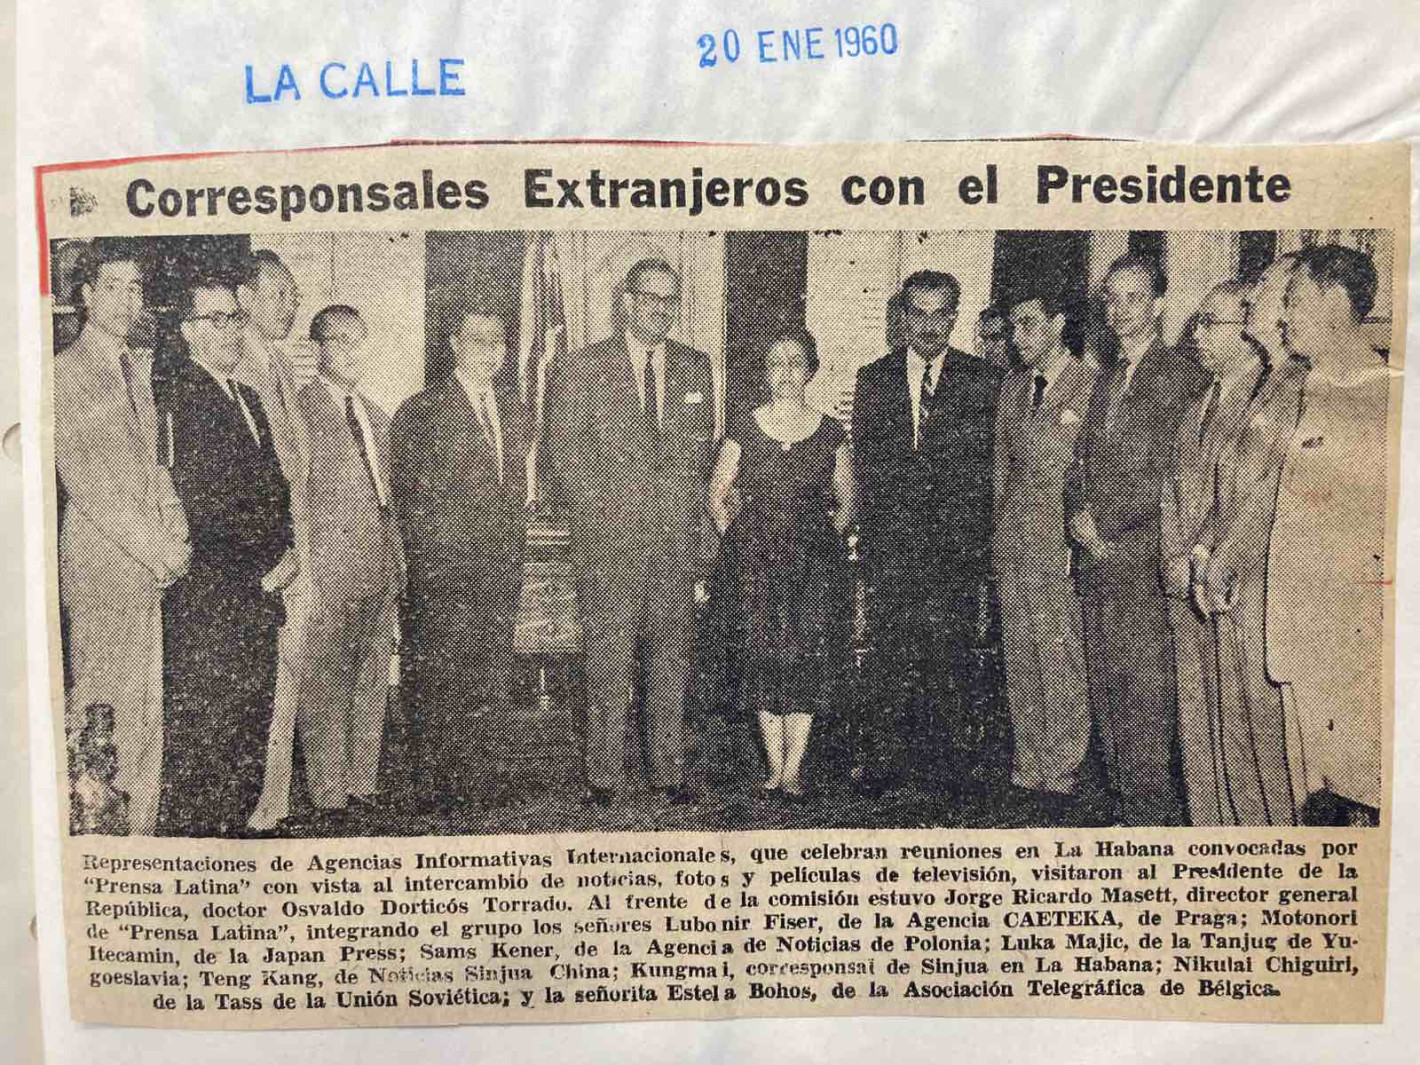 LA CALLE
20 ENE 1960
Corresponsales Extranjeros con el Presidente
Representaciones de Agencias Informativas Internacionales, que celebran reuniones en La Habana convocadas por
"Prensa Latina" con vista al intercambio de noticias, fotos y películas de televisión, visitaron al Presidente de la
República, doctor Osvaldo Dorticós Torrado. Al frente de la comisión estuvo Jorge Ricardo Masett, director general
de "Prensa Latina", integrando el grupo los señores Lubonir Fiser, de la Agencia CAETEKA, de Praga; Motonori
Itecamin, de la Japan Press; Sams Kener, de la Agencia de Noticias de Polonia; Luka Majic, de la Tanjug de Yu-
goeslavia; Teng Kang, de Noticias Sinjua China; Kungmai, corresponsal de Sinjua en La Habana; Nikulai Chiguiri,
de la Tass de la Unión Soviética; y la señorita Estela Bohos, de la Asociación Telegráfica de Bélgica.